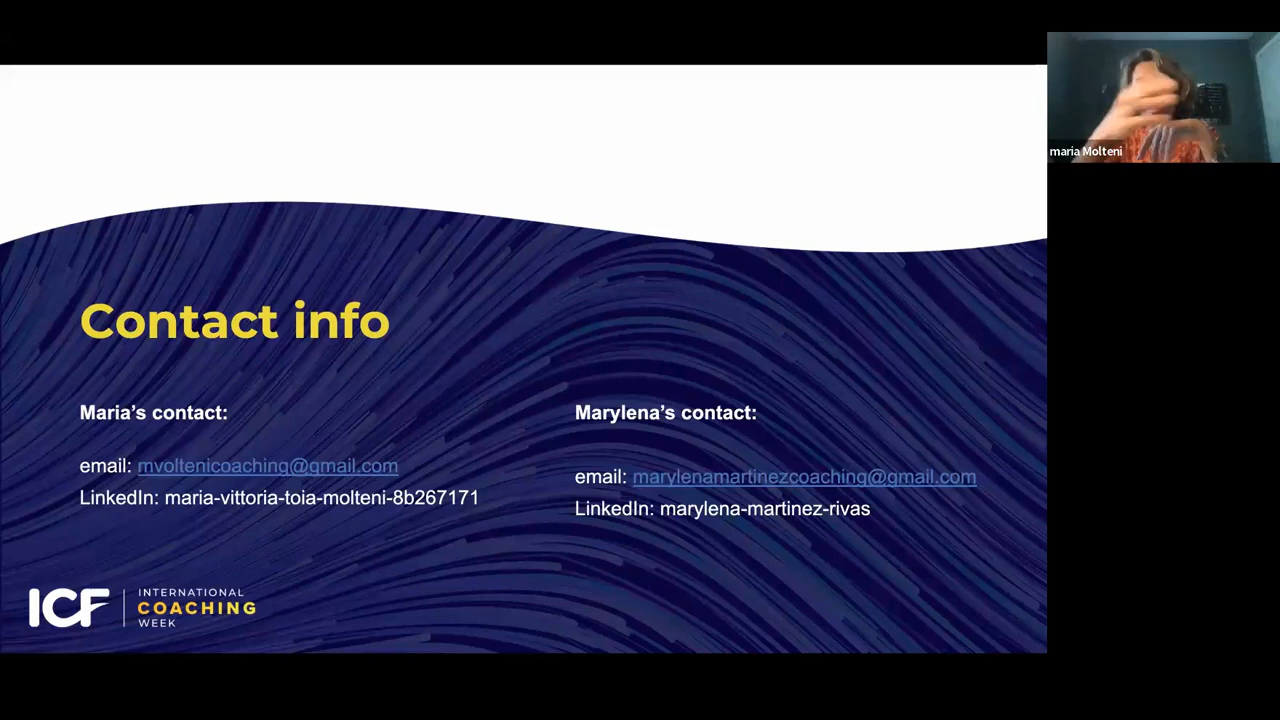 maria Molteni
Contact info
Maria’s contact:
email: mvoltenicoaching@gmail.com
LinkedIn: maria-vittoria-toia-molteni-8b267171
Marylena’s contact:
email: marylenamartinezcoaching@gmail.com
LinkedIn: marylena-martinez-rivas
ICF
INTERNATIONAL
COACHING
WEEK